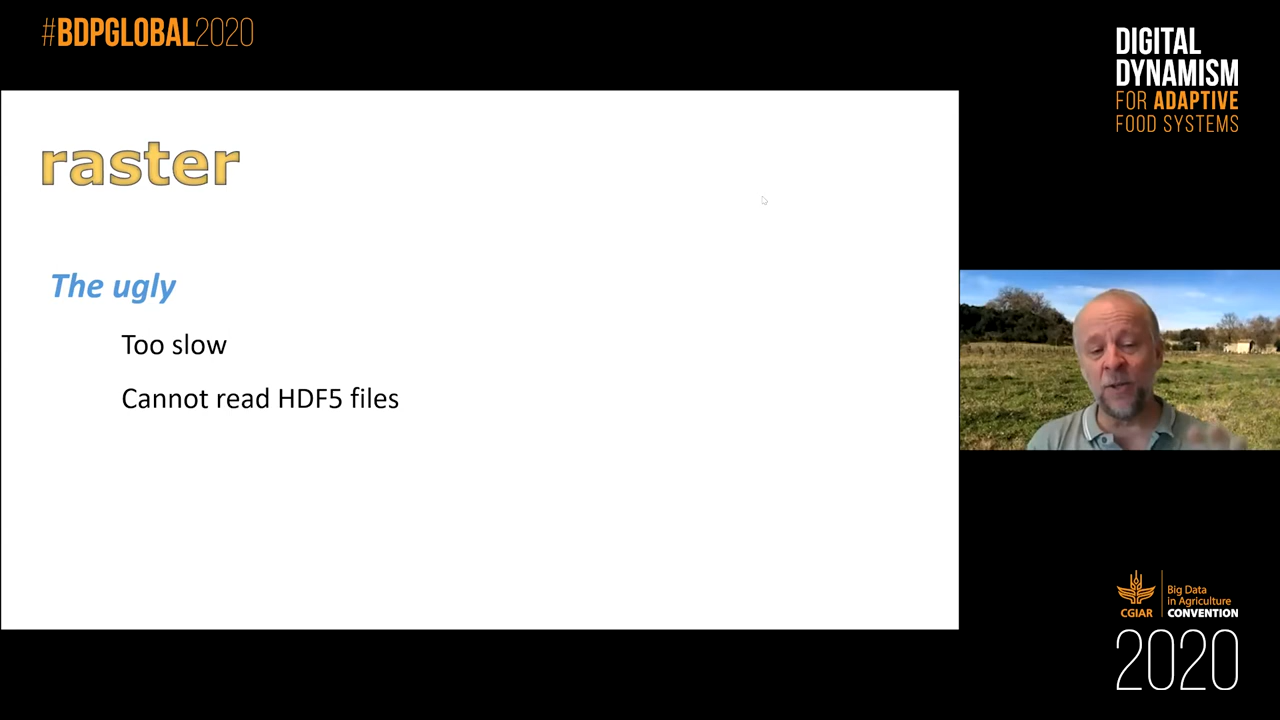 #BDPGLOBAL2020
DIGITAL
DYNAMISM
FOR ADAPTIVE
FOOD SYSTEMS
raster
The ugly
Too slow
Cannot read HDF5 files
CGIAR
Big Data
in Agriculture
CONVENTION
2020